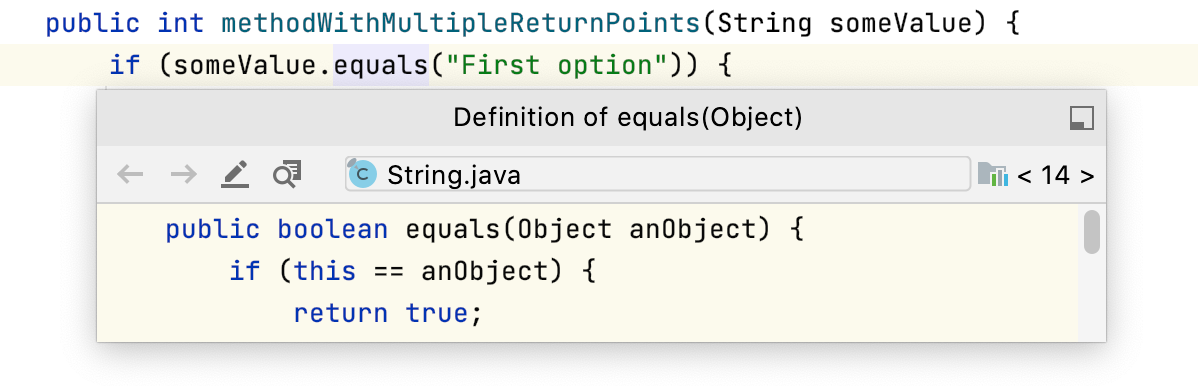 public int methodWithMultipleReturnPoints(String someValue) {
if (someValue.equals("First option")) {
Definition of equals(Object)
C String.java < 14 >
public boolean equals(Object anObject) {
if (this == anObject) {
return true;